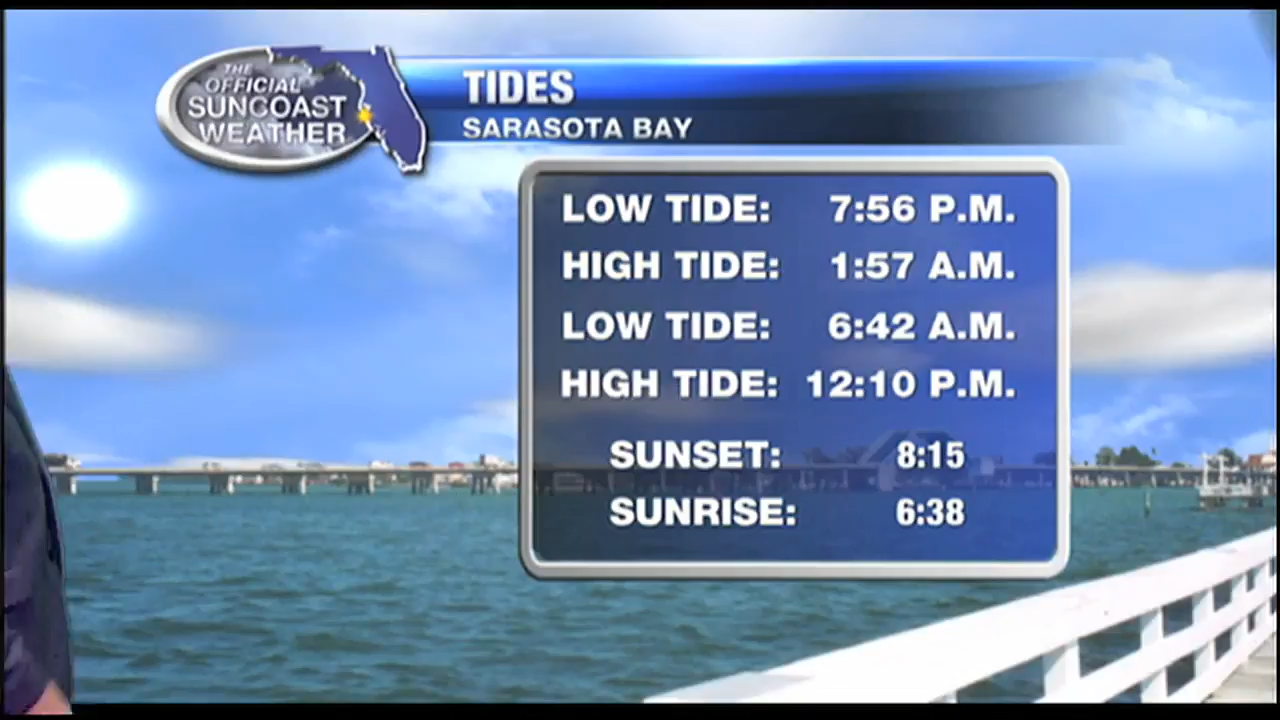 THE
OFFICIAL
SUNCOAST
WEATHER
TIDES
SARASOTA BAY
LOW TIDE: 7:56 P.M.
HIGH TIDE: 1:57 A.M.
LOW TIDE: 6:42 A.M.
HIGH TIDE: 12:10 P.M.
SUNSET: 8:15
SUNRISE: 6:38